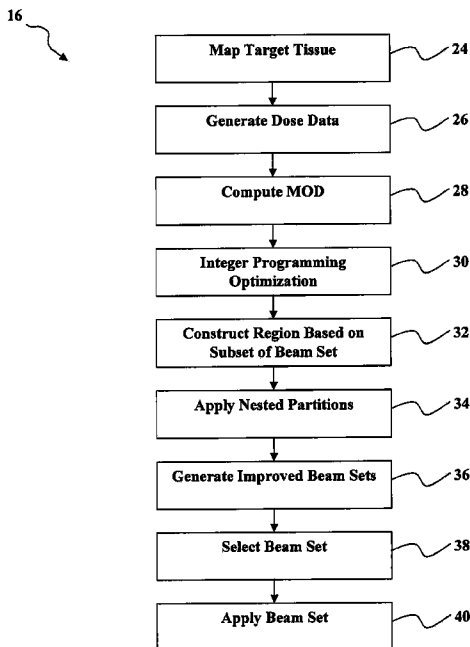 16
Map Target Tissue
24
Generate Dose Data
26
Compute MOD
28
Integer Programming
Optimization
30
Construct Region Based on
Subset of Beam Set
32
Apply Nested Partitions
34
Generate Improved Beam Sets
36
Select Beam Set
38
Apply Beam Set
40